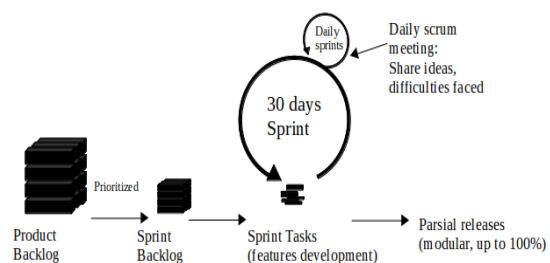 Daily
sprints
Daily scrum
meeting:
Share ideas,
difficulties faced
30 days
Sprint
Prioritized
Product
Backlog
Sprint
Backlog
Sprint Tasks
(features development)
Parsial releases
(modular, up to 100%)